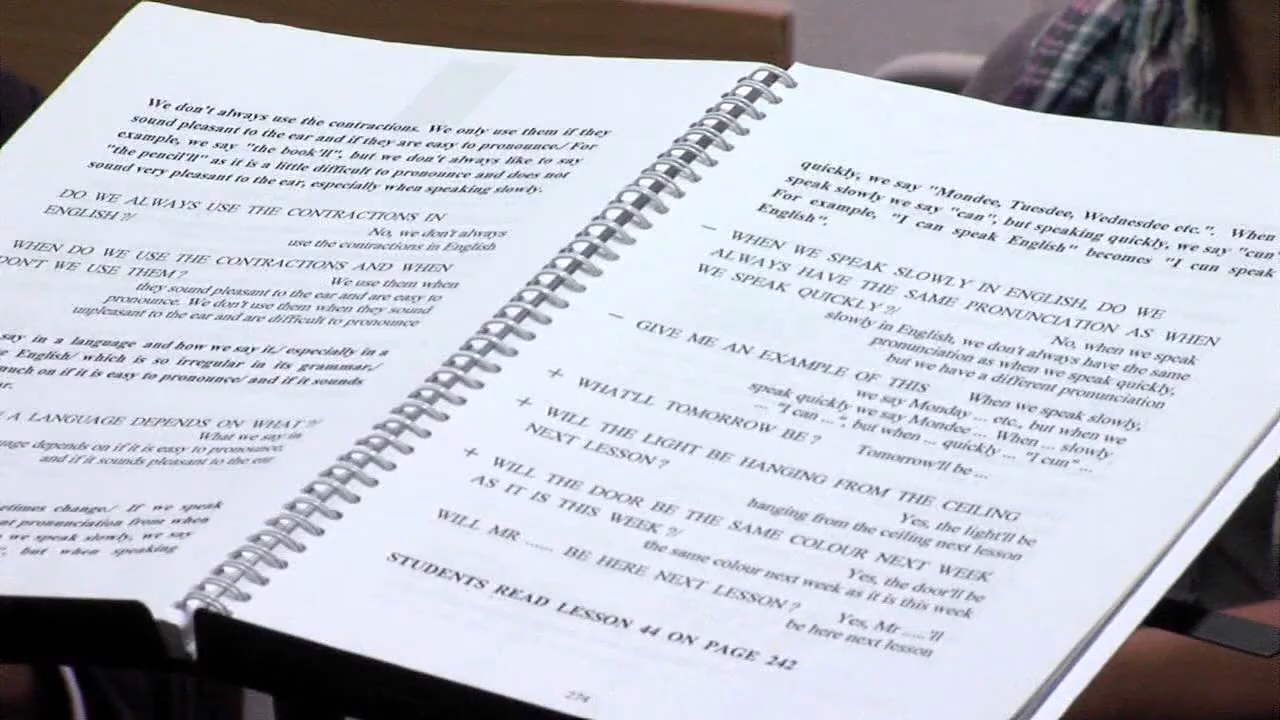 We don't always use the contractions. We only use them if they
sound pleasant to the ear and if they are easy to pronounce./ For
example, we say "the book'll", but we don't always like to say
"the pencil'll" as it is a little difficult to pronounce and does not
sound very pleasant to the ear, especially when speaking slowly.
DO WE ALWAYS USE THE CONTRACTIONS IN
ENGLISH ?/
No, we don't always
use the contractions in English
WHEN DO WE USE THE CONTRACTIONS AND WHEN
DON'T WE USE THEM ?
We use them when
they sound pleasant to the ear and are easy to
pronounce. We don't use them when they sound
unpleasant to the ear and are difficult to pronounce
say in a language and how we say it,/ especially in a
English/ which is so irregular in its grammar,/
much on if it is easy to pronounce/ and if it sounds
A LANGUAGE DEPENDS ON WHAT ?/
What we say in
depends on if it is easy to pronounce,
and if it sounds pleasant to the ear
change./ If we speak
pronunciation from when
we speak slowly, we say
", but when speaking
quickly, we say "Mondee, Tuesdee, Wednesdee etc.". When
speak slowly we say "can", but speaking quickly, we say "cun"
For example, "I can speak English" becomes "I cun speak
English".
– WHEN WE SPEAK SLOWLY IN ENGLISH, DO WE
ALWAYS HAVE THE SAME PRONUNCIATION AS WHEN
WE SPEAK QUICKLY ?/
No, when we speak
slowly in English, we don't always have the same
pronunciation as when we speak quickly,
but we have a different pronunciation
– GIVE ME AN EXAMPLE OF THIS
When we speak slowly,
we say Monday ... etc., but when we
speak quickly we say Mondee ... When ... slowly
... "I can ...", but when ... quickly ... "I cun" ...
+ WHAT'LL TOMORROW BE ?
Tomorrow'll be ...
+ WILL THE LIGHT BE HANGING FROM THE CEILING
NEXT LESSON ?
Yes, the light'll be
hanging from the ceiling next lesson
+ WILL THE DOOR BE THE SAME COLOUR NEXT WEEK
AS IT IS THIS WEEK ?/
Yes, the door'll be
the same colour next week as it is this week
WILL MR ...... BE HERE NEXT LESSON ?
Yes, Mr ......'ll
be here next lesson
STUDENTS READ LESSON 44 ON PAGE 242